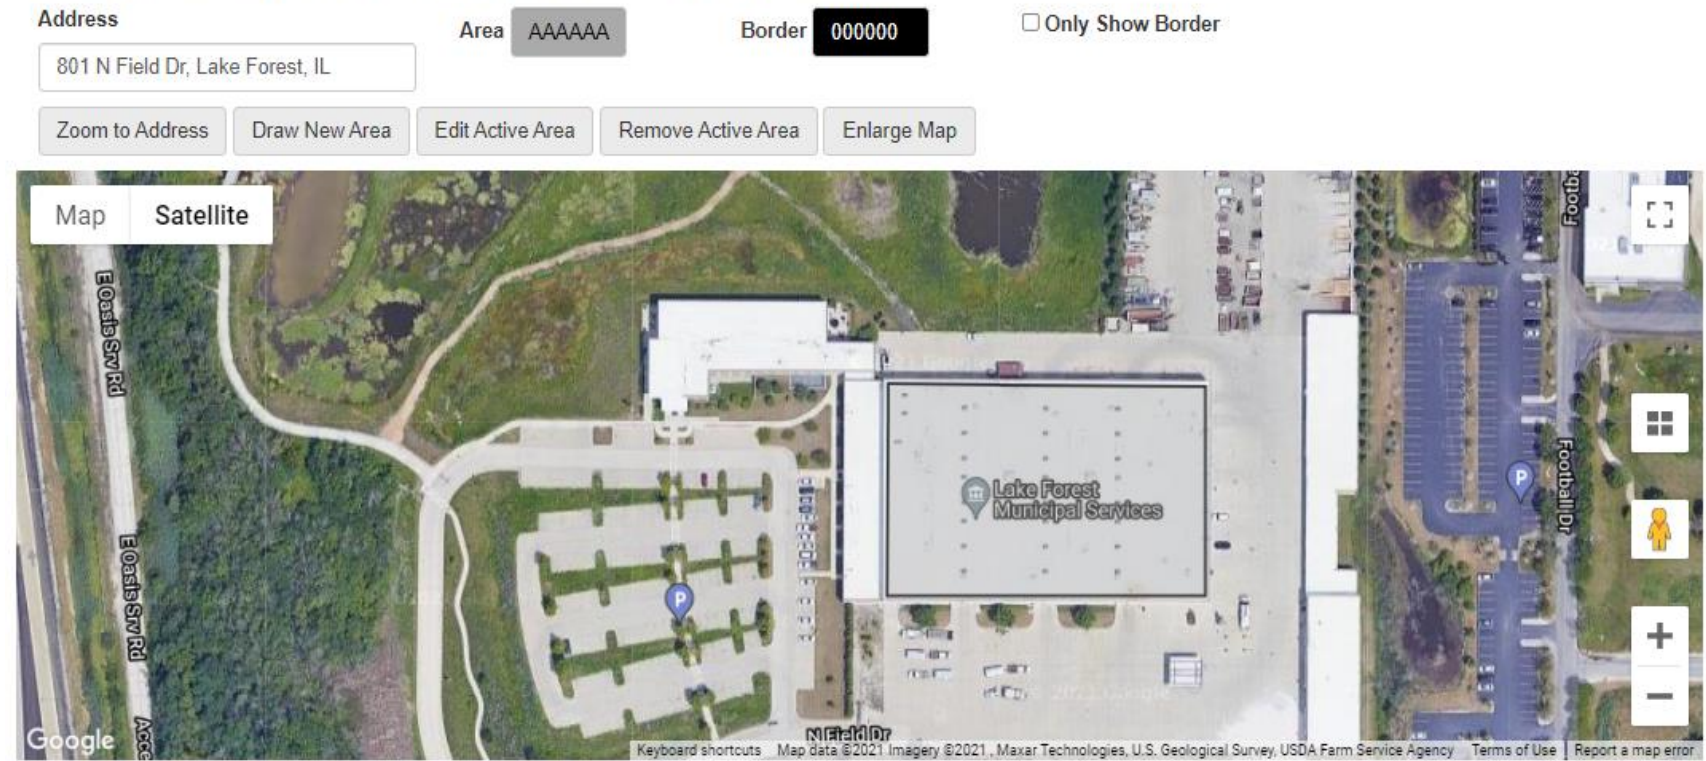 Address
Area AAAAAA
Border 000000
Only Show Border
801 N Field Dr, Lake Forest, IL
Zoom to Address
Draw New Area
Edit Active Area
Remove Active Area
Enlarge Map
Map
Satellite
Footba
E Oasis Srv Rd
Lake Forest
Municipal Services
P
Football Dr
E Oasis Srv Rd
P
Acce
N Field Dr
Google
Keyboard shortcuts
Map data ©2021 Imagery ©2021 , Maxar Technologies, U.S. Geological Survey, USDA Farm Service Agency
Terms of Use
Report a map error